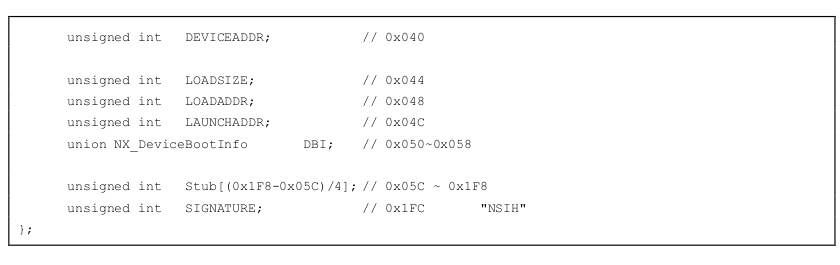 unsigned int DEVICEADDR; // 0x040
unsigned int LOADSIZE; // 0x044
unsigned int LOADADDR; // 0x048
unsigned int LAUNCHADDR; // 0x04C
union NX_DeviceBootInfo DBI; // 0x050~0x058
unsigned int Stub[(0x1F8-0x05C)/4]; // 0x05C ~ 0x1F8
unsigned int SIGNATURE; // 0x1FC "NSIH"
};